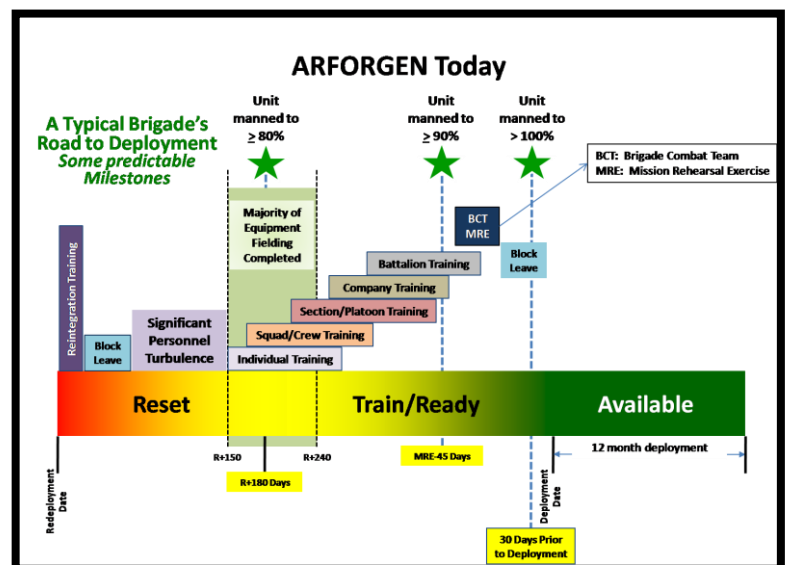 ARFORGEN Today
A Typical Brigade's
Road to Deployment
Some predictable
Milestones
Unit
manned to
≥ 80%
Unit
manned to
≥ 90%
Unit
manned to
> 100%
BCT: Brigade Combat Team
MRE: Mission Rehearsal Exercise
Majority of
Equipment
Fielding
Completed
BCT
MRE
Reintegration Training
Block
Leave
Significant
Personnel
Turbulence
Battalion Training
Company Training
Section/Platoon Training
Squad/Crew Training
Individual Training
Block
Leave
Reset
Train/Ready
Available
Redeployment
Date
R+150
R+180 Days
R+240
MRE-45 Days
Deployment
Date
12 month deployment
30 Days Prior
to Deployment